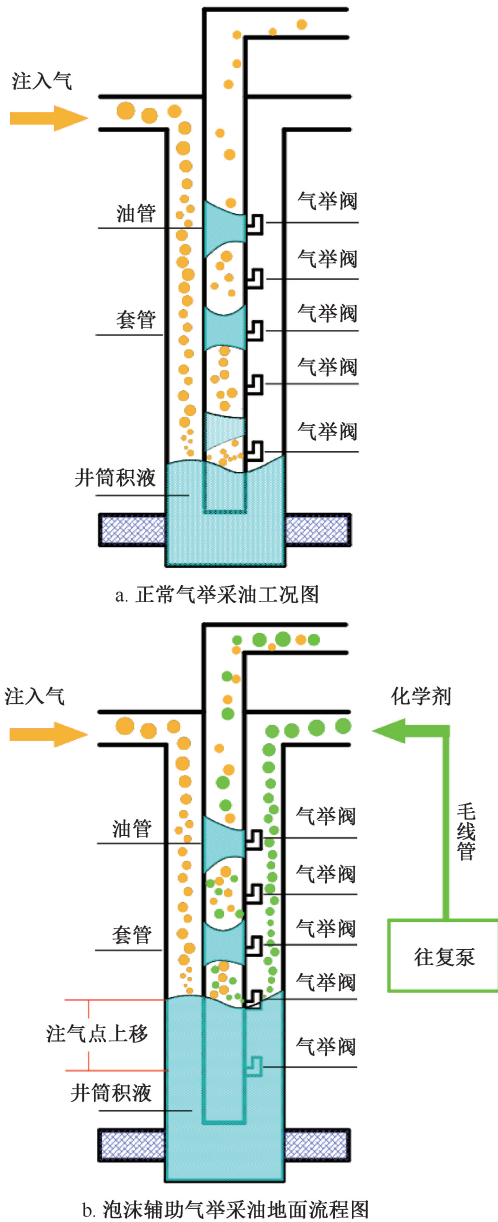 注入气
油管
套管
井筒积液
气举阀
气举阀
气举阀
气举阀
气举阀
a. 正常气举采油工况图
注入气
化学剂
毛线管
往复泵
油管
套管
注气点上移
井筒积液
气举阀
气举阀
气举阀
气举阀
气举阀
b. 泡沫辅助气举采油地面流程图